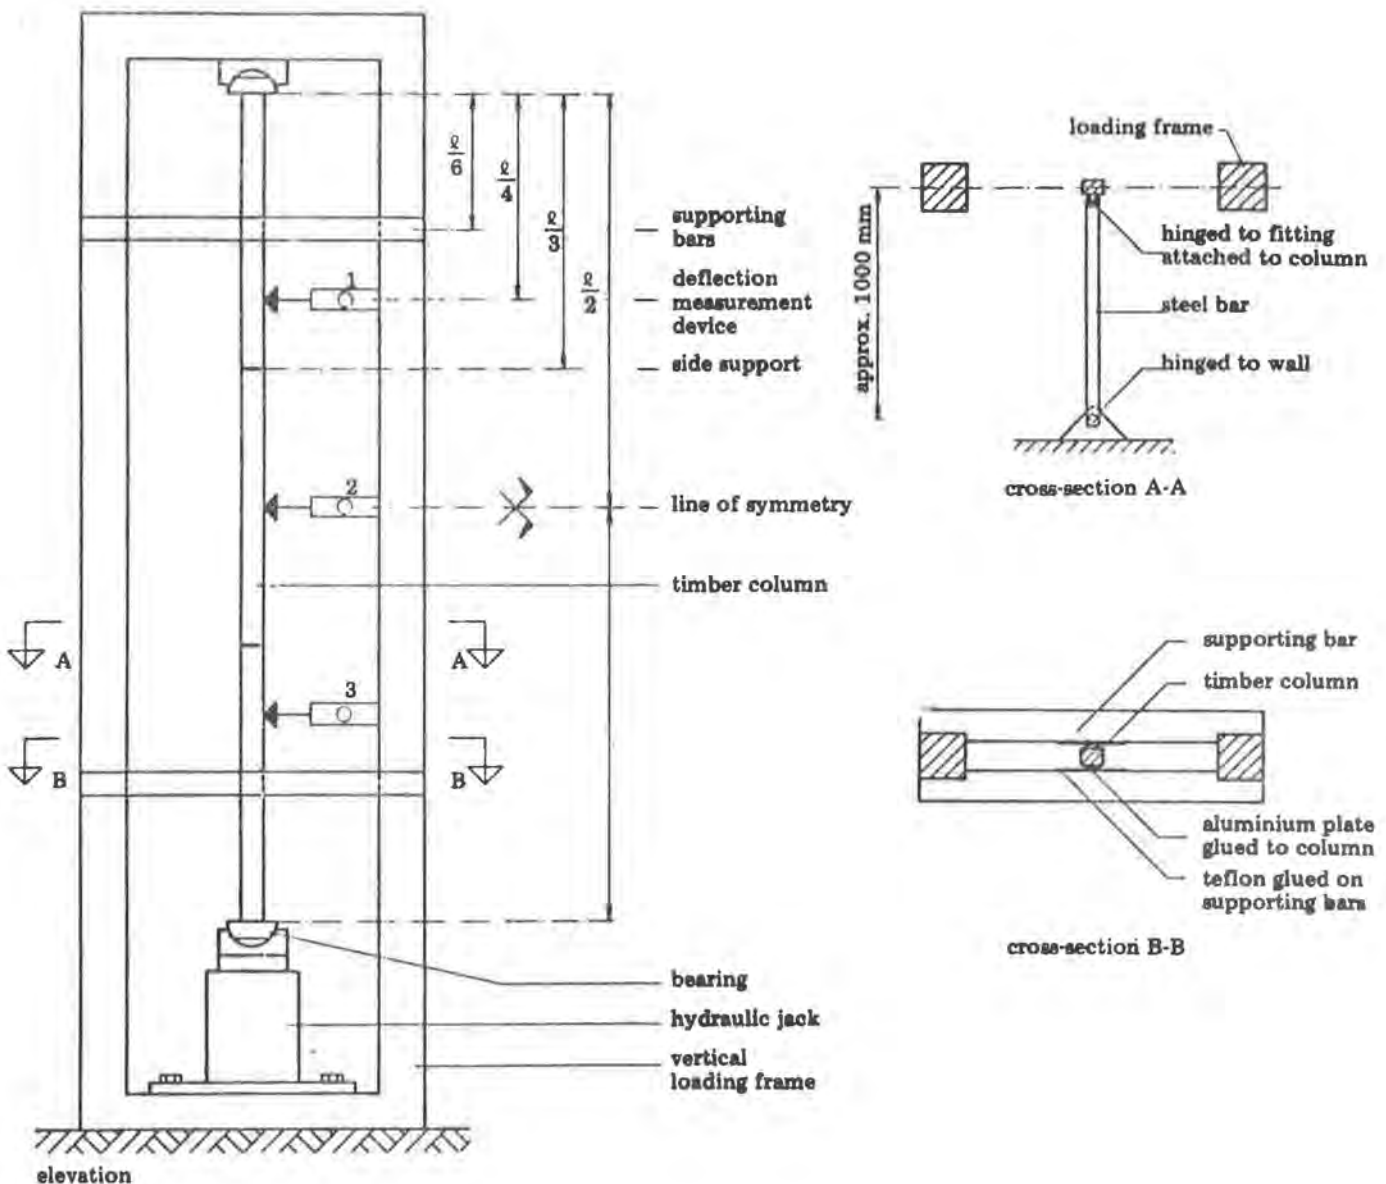 ℓ/6
ℓ/4
ℓ/3
ℓ/2
supporting
bars
1
deflection
measurement
device
side support
2
line of symmetry
timber column
A
A
3
B
B
bearing
hydraulic jack
vertical
loading frame
elevation
loading frame
approx. 1000 mm
hinged to fitting
attached to column
steel bar
hinged to wall
cross-section A-A
supporting bar
timber column
aluminium plate
glued to column
teflon glued on
supporting bars
cross-section B-B